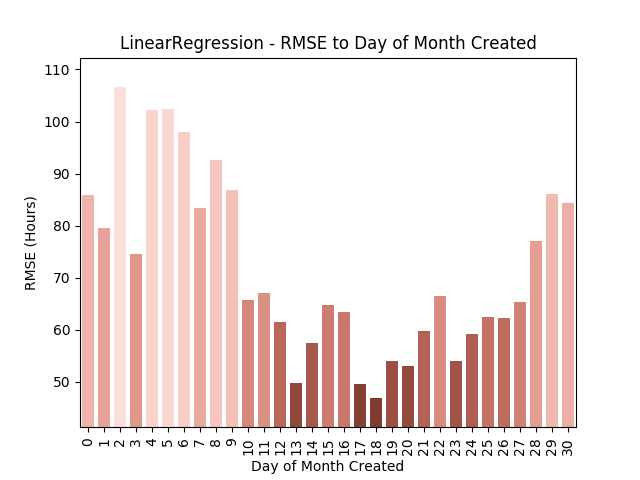 LinearRegression - RMSE to Day of Month Created
110
100
90
80
70
60
50
RMSE (Hours)
0 1 2 3 4 5 6 7 8 9 10 11 12 13 14 15 16 17 18 19 20 21 22 23 24 25 26 27 28 29 30
Day of Month Created